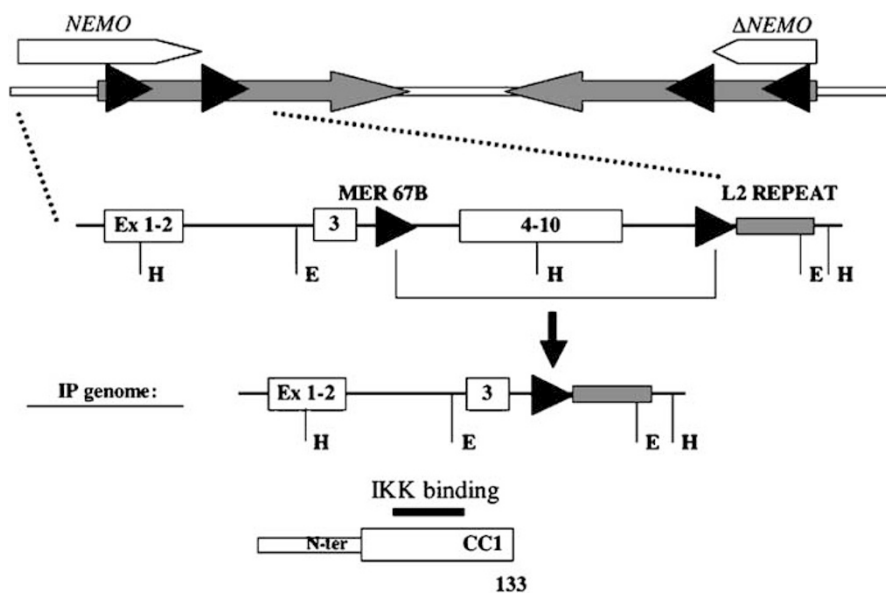 NEMO ΔNEMO
MER 67B L2 REPEAT
Ex 1-2 3 4-10
H E H E H
IP genome: Ex 1-2 3
H E E H
IKK binding
N-ter CC1
133